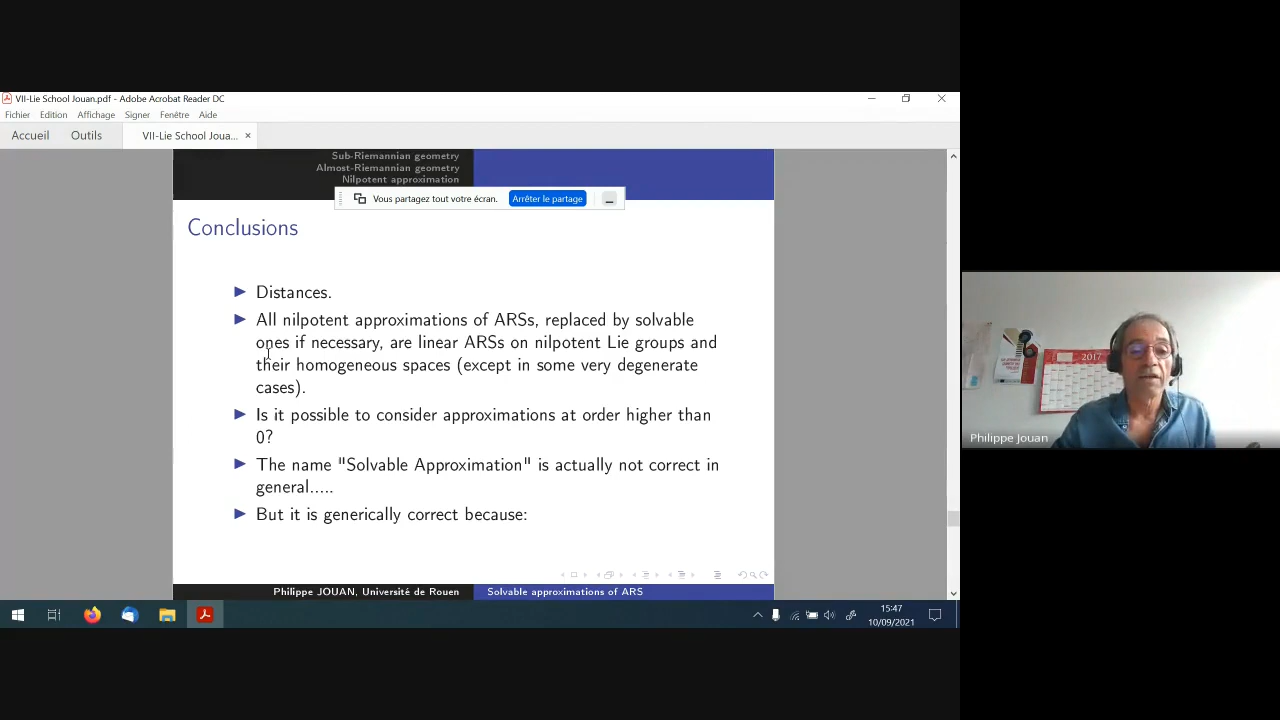 VII-Lie School Jouan.pdf - Adobe Acrobat Reader DC
Fichier Edition Affichage Signer Fenêtre Aide
Accueil Outils VII-Lie School Joua... ×
Sub-Riemannian geometry
Almost-Riemannian geometry
Nilpotent approximation
Vous partagez tout votre écran. Arrêter le partage
Conclusions
Distances.
All nilpotent approximations of ARSs, replaced by solvable
ones if necessary, are linear ARSs on nilpotent Lie groups and
their homogeneous spaces (except in some very degenerate
cases).
Is it possible to consider approximations at order higher than
0?
The name "Solvable Approximation" is actually not correct in
general.....
But it is generically correct because:
Philippe JOUAN, Université de Rouen Solvable approximations of ARS
15:47
10/09/2021
2017
Philippe Jouan